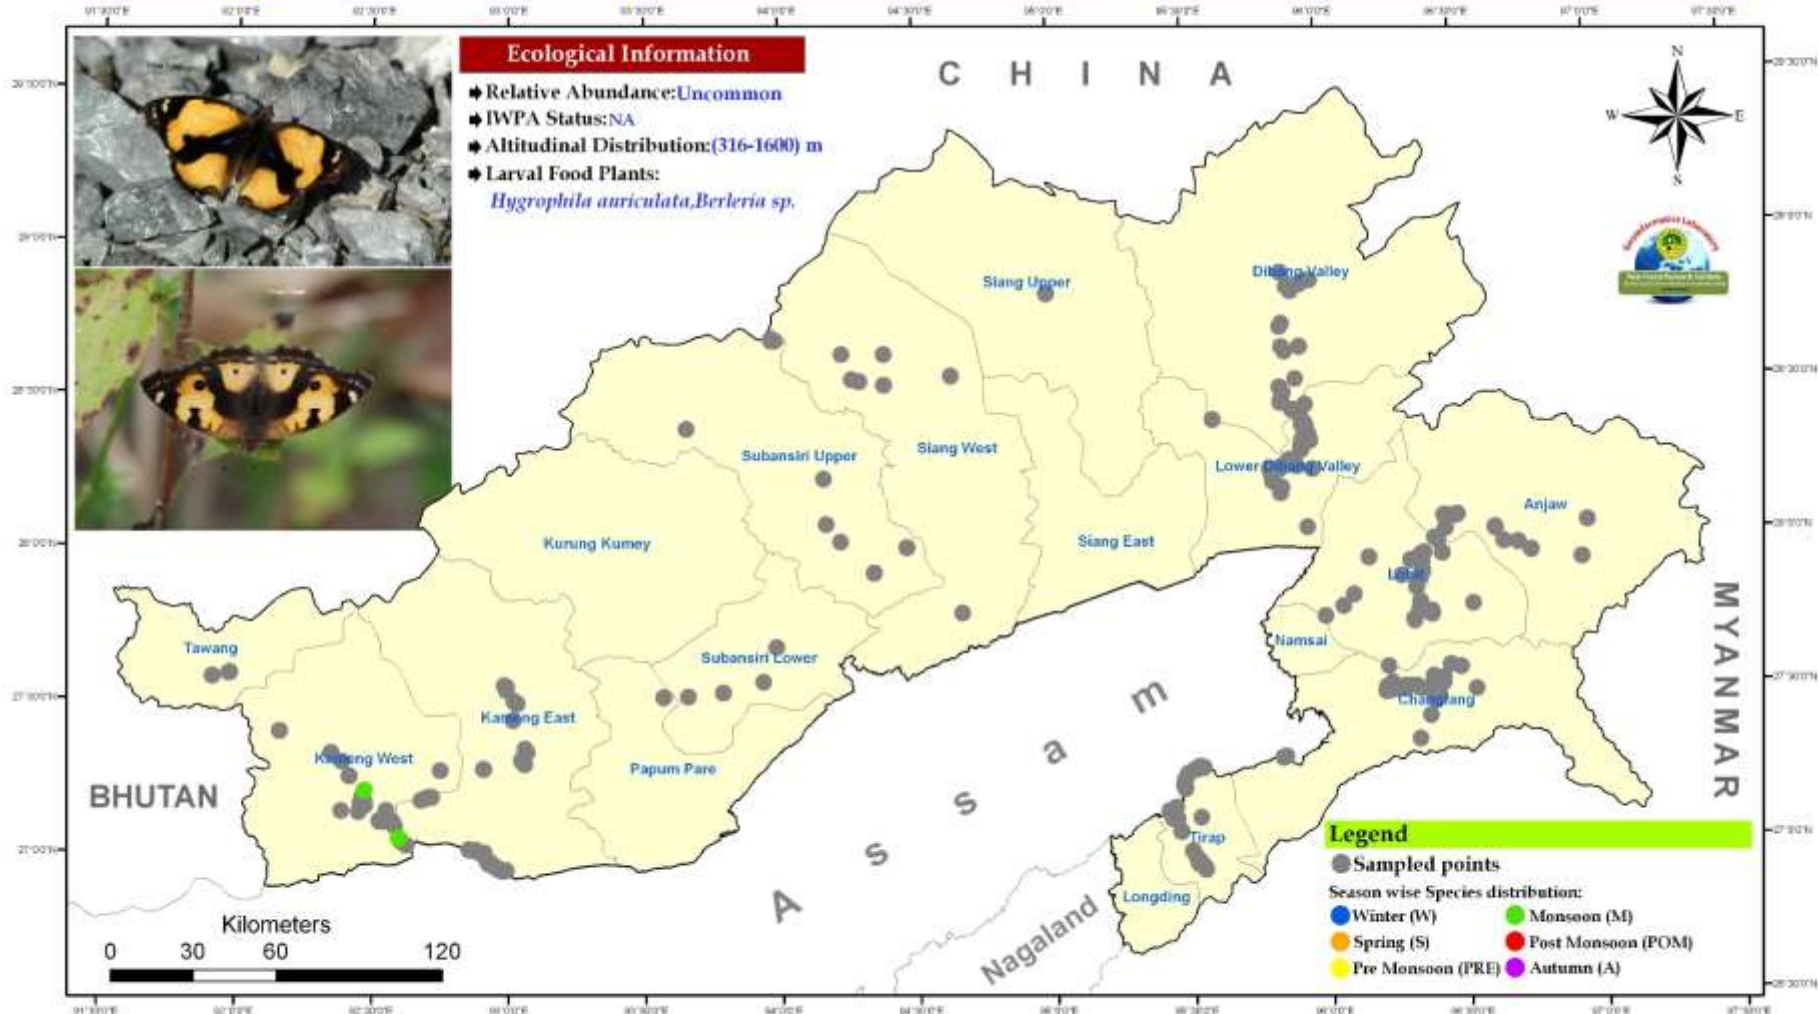 Ecological Information
Relative Abundance:Uncommon
IWPA Status:NA
Altitudinal Distribution:(316-1600) m
Larval Food Plants:
Hygrophila auriculata,Berleria sp.
C H I N A
N
W E
S
Siang Upper
Dibang Valley
Subansiri Upper
Siang West
Lower Dibang Valley
Anjaw
Kurung Kumey
Siang East
Lohit
Tawang
Subansiri Lower
Namsai
Kameng East
Changlang
Kameng West
Papum Pare
BHUTAN
Assam
MYANMAR
Tirap
Longding
Nagaland
Kilometers
0 30 60 120
Legend
Sampled points
Season wise Species distribution:
Winter (W) Monsoon (M)
Spring (S) Post Monsoon (POM)
Pre Monsoon (PRE) Autumn (A)